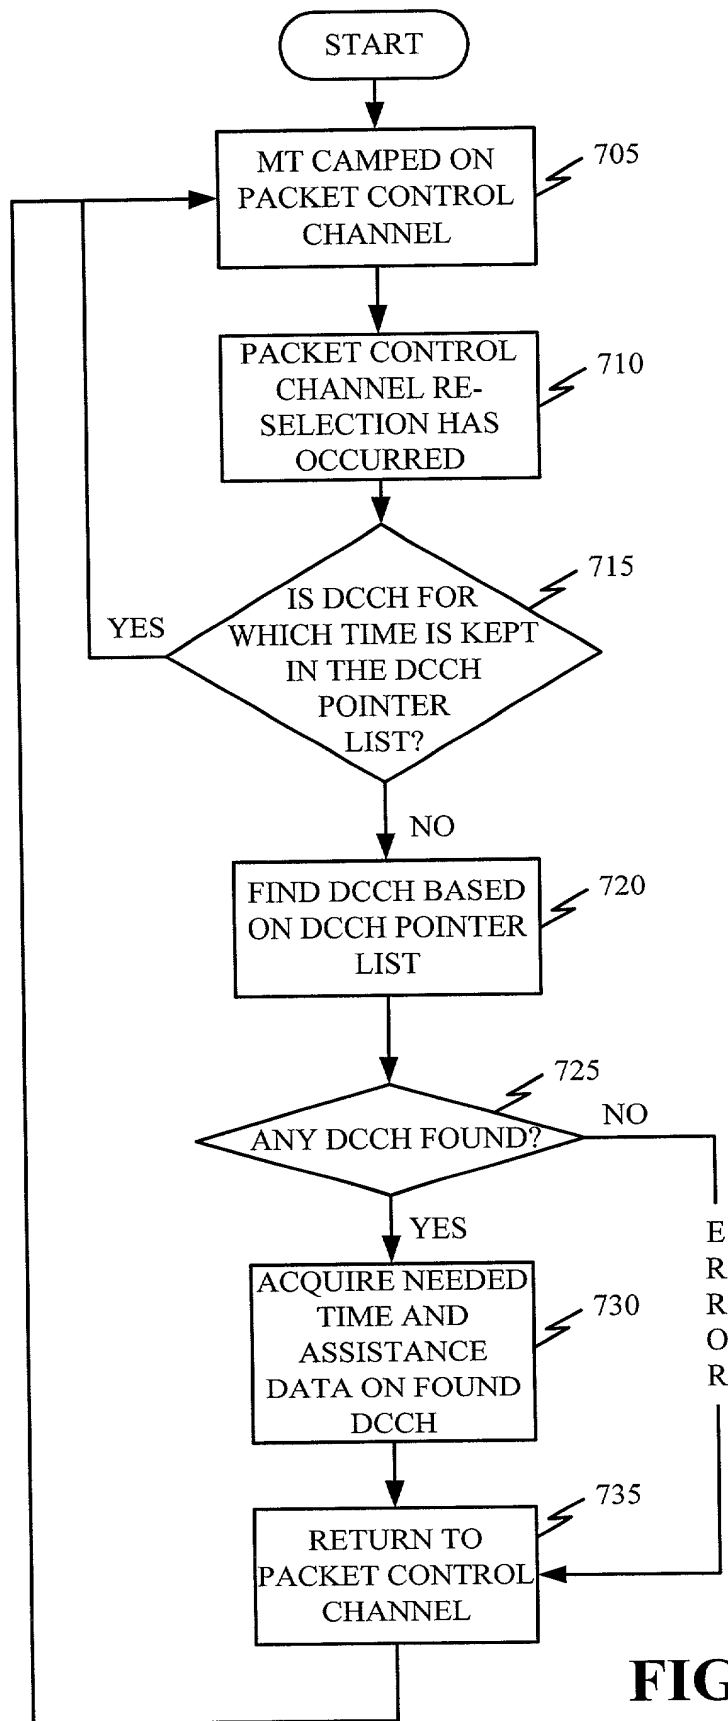 START
MT CAMPED ON
PACKET CONTROL
CHANNEL
705
PACKET CONTROL
CHANNEL RE-
SELECTION HAS
OCCURRED
710
IS DCCH FOR
WHICH TIME IS KEPT
IN THE DCCH
POINTER
LIST?
715
YES
NO
FIND DCCH BASED
ON DCCH POINTER
LIST
720
ANY DCCH FOUND?
725
NO
YES
ERROR
ACQUIRE NEEDED
TIME AND
ASSISTANCE
DATA ON FOUND
DCCH
730
RETURN TO
PACKET CONTROL
CHANNEL
735
FIG